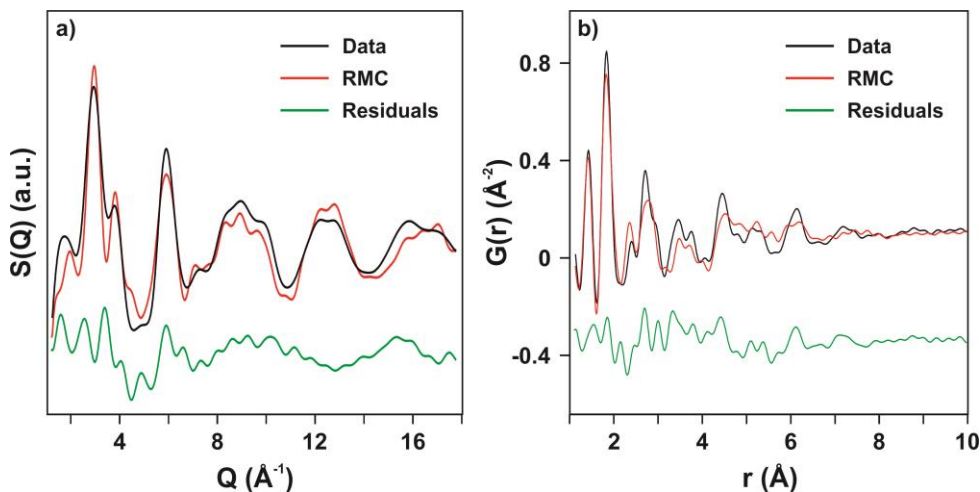 a)
Data
RMC
Residuals
S(Q) (a.u.)
4
8
12
16
Q (Å⁻¹)
b)
Data
RMC
Residuals
G(r) (Å⁻²)
0.8
0.4
0
-0.4
2
4
6
8
10
r (Å)